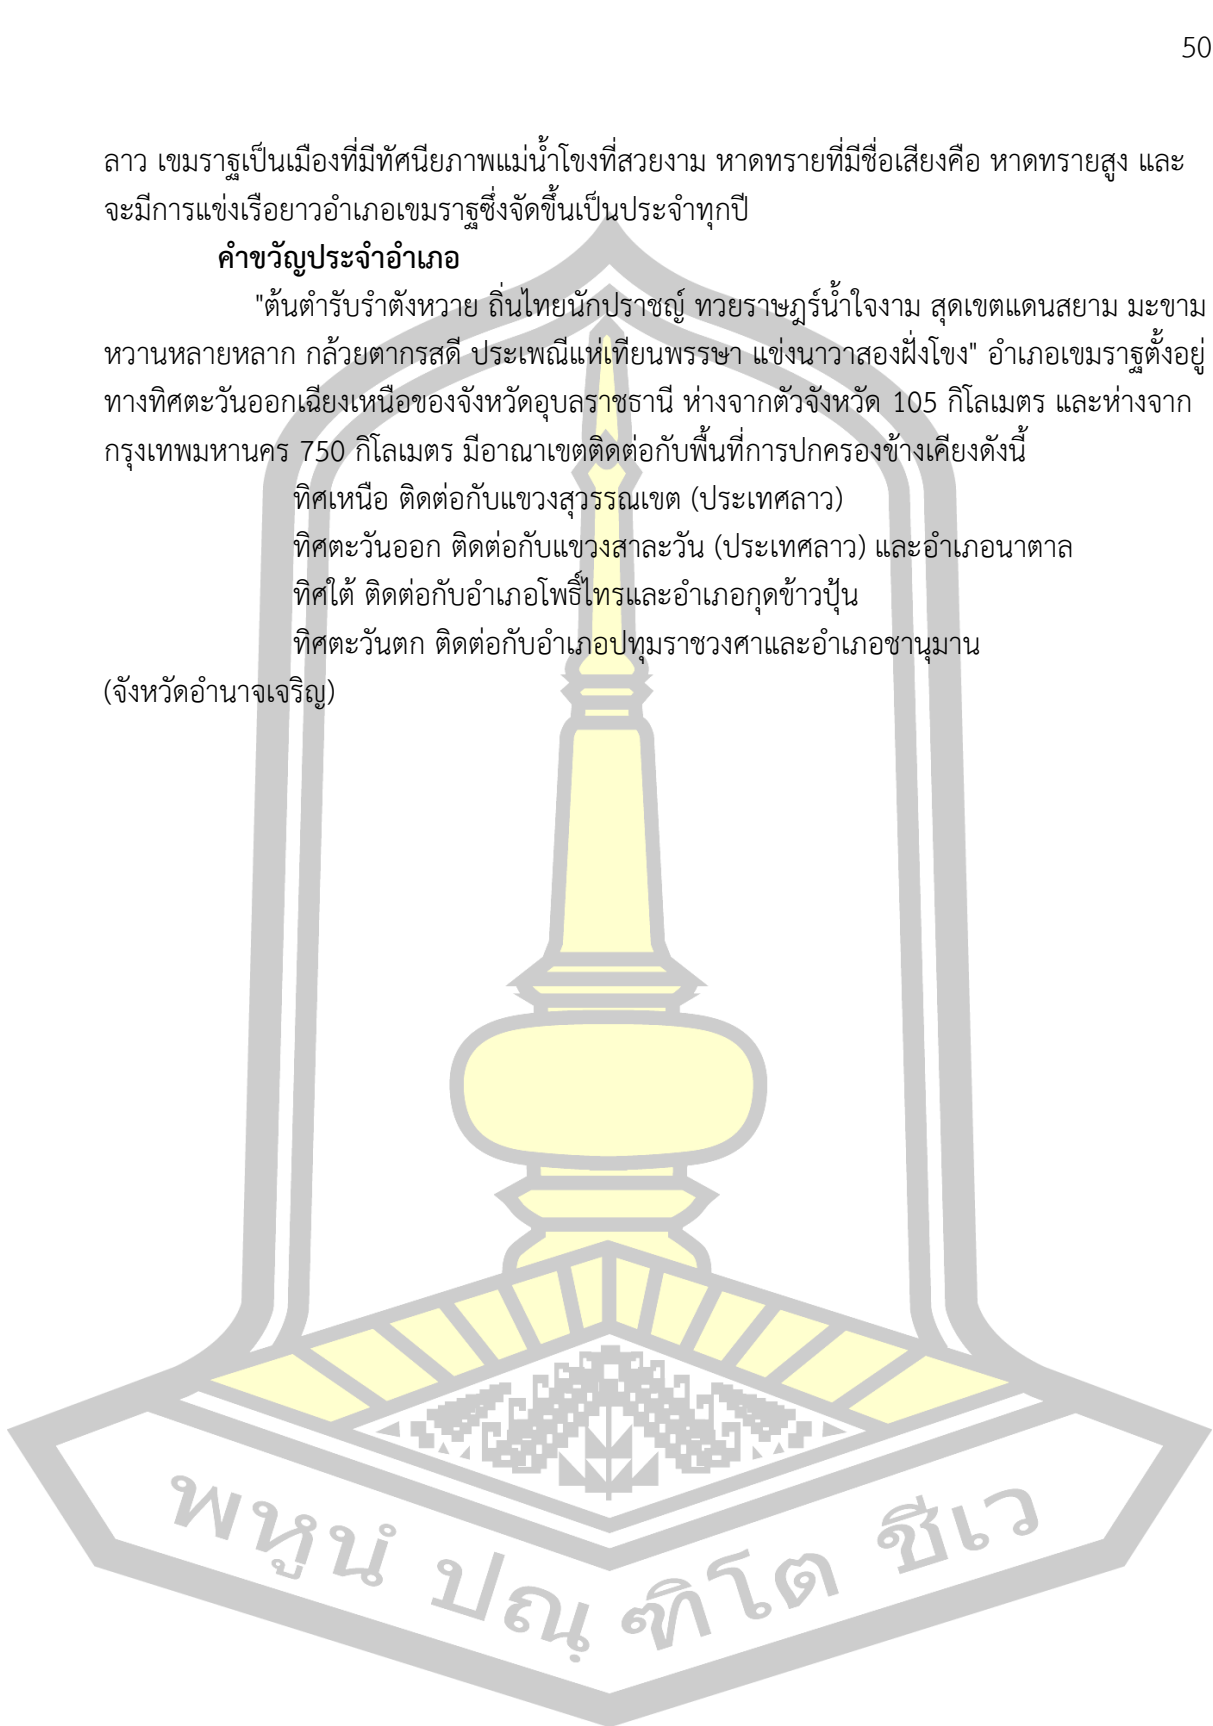 50
ลาว เขมราฐเป็นเมืองที่มีทัศนียภาพแม่น้ำโขงที่สวยงาม หาดทรายที่มีชื่อเสียงคือ หาดทรายสูง และ
จะมีการแข่งเรือยาวอำเภอเขมราฐซึ่งจัดขึ้นเป็นประจำทุกปี
คำขวัญประจำอำเภอ
"ต้นตำรับรำตังหวาย ถิ่นไทยนักปราชญ์ ทวยราษฎร์น้ำใจงาม สุดเขตแดนสยาม มะขาม
หวานหลายหลาก กล้วยตากรสดี ประเพณีแห่เทียนพรรษา แข่งนาวาสองฝั่งโขง" อำเภอเขมราฐตั้งอยู่
ทางทิศตะวันออกเฉียงเหนือของจังหวัดอุบลราชธานี ห่างจากตัวจังหวัด 105 กิโลเมตร และห่างจาก
กรุงเทพมหานคร 750 กิโลเมตร มีอาณาเขตติดต่อกับพื้นที่การปกครองข้างเคียงดังนี้
ทิศเหนือ ติดต่อกับแขวงสุวรรณเขต (ประเทศลาว)
ทิศตะวันออก ติดต่อกับแขวงสาละวัน (ประเทศลาว) และอำเภอนาตาล
ทิศใต้ ติดต่อกับอำเภอโพธิ์ไทรและอำเภอกุดข้าวปุ้น
ทิศตะวันตก ติดต่อกับอำเภอปทุมราชวงศาและอำเภอชานุมาน
(จังหวัดอำนาจเจริญ)
พหูนํ ปณฺ ฑิโต ชีเว